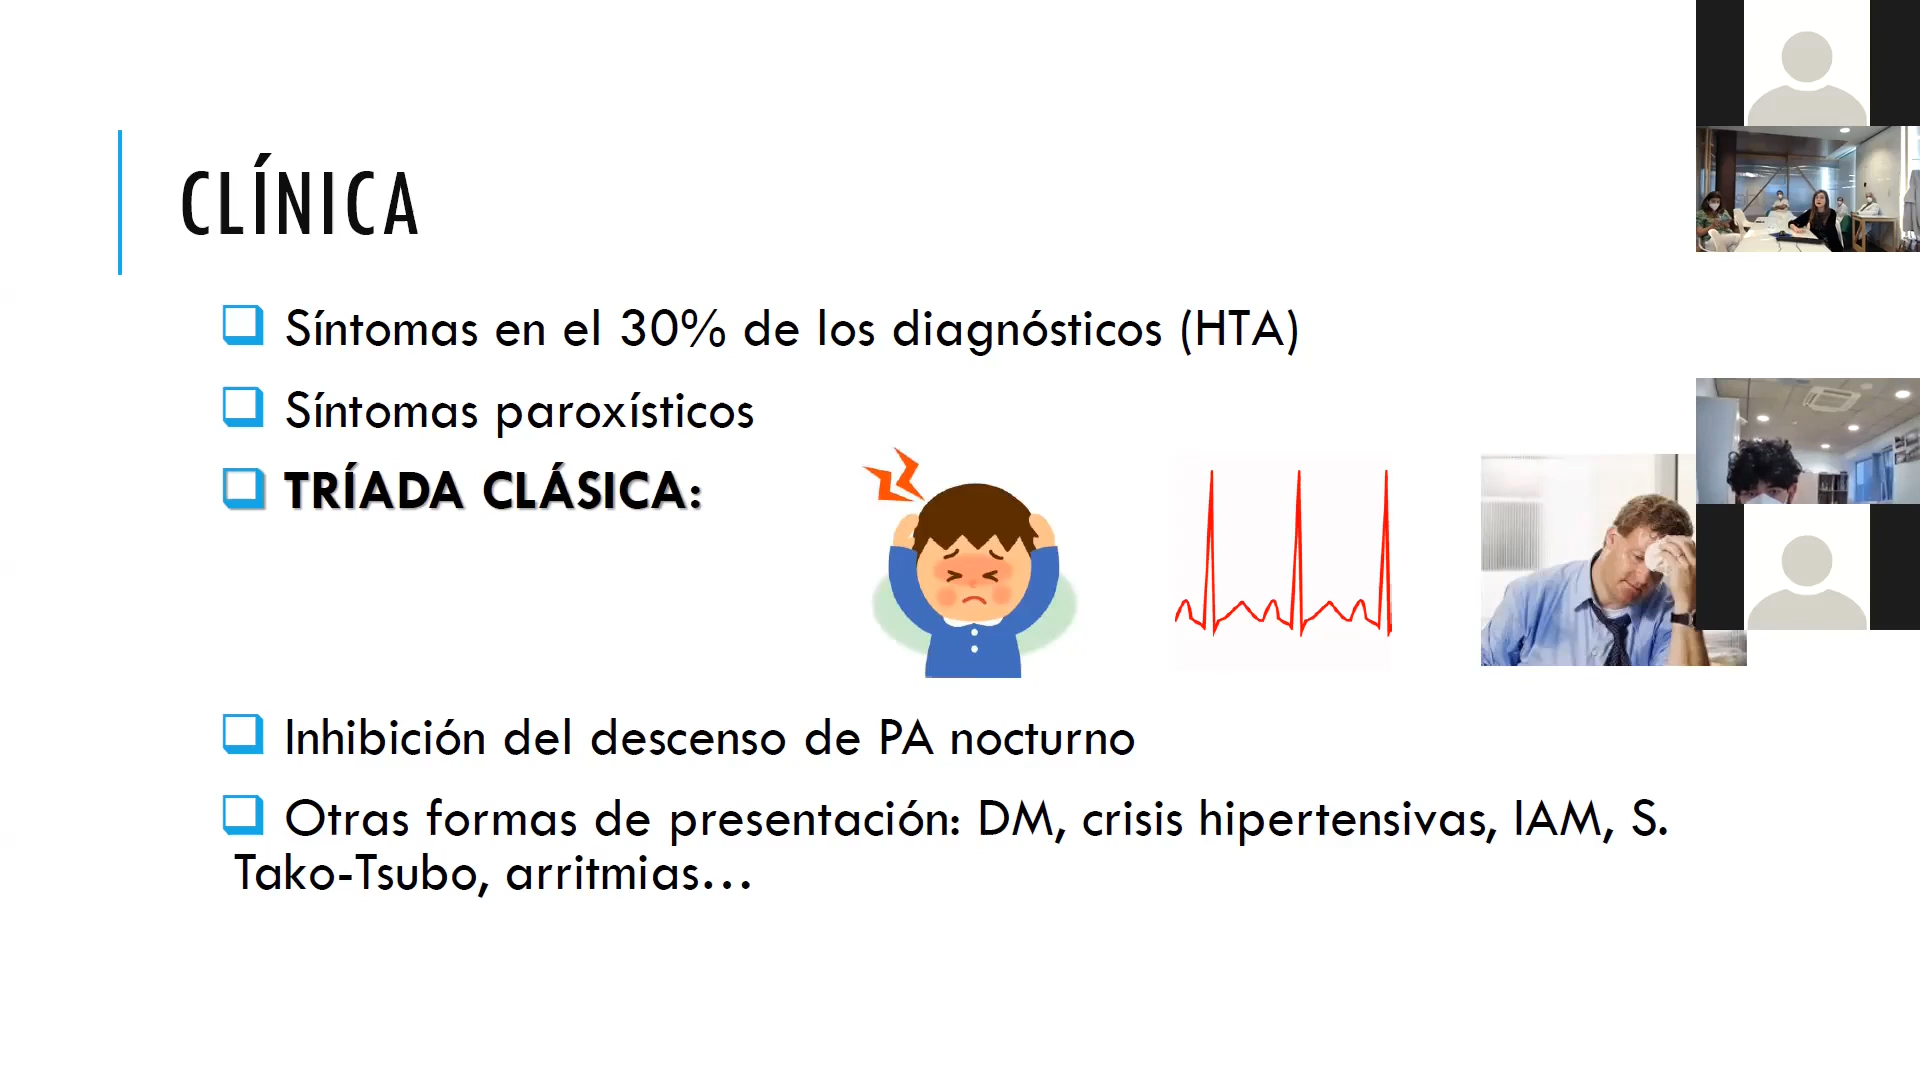 CLÍNICA
Síntomas en el 30% de los diagnósticos (HTA)
Síntomas paroxísticos
TRÍADA CLÁSICA:
Inhibición del descenso de PA nocturno
Otras formas de presentación: DM, crisis hipertensivas, IAM, S.
Tako-Tsubo, arritmias...